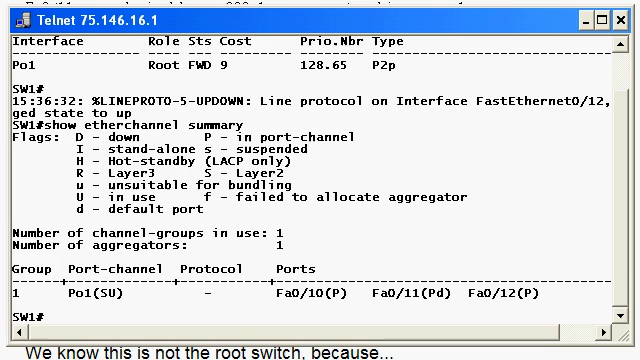 Telnet 75.146.16.1
Interface Role Sts Cost Prio.Nbr Type
Po1 Root FWD 9 128.65 P2p
SW1#
15:36:32: %LINEPROTO-5-UPDOWN: Line protocol on Interface FastEthernet0/12,
ged state to up
SW1#show etherchannel summary
Flags: D - down P - in port-channel
I - stand-alone s - suspended
H - Hot-standby (LACP only)
R - Layer3 S - Layer2
u - unsuitable for bundling
U - in use f - failed to allocate aggregator
d - default port
Number of channel-groups in use: 1
Number of aggregators: 1
Group Port-channel Protocol Ports
------+-------------+-----------+-----------------------------------------------
1 Po1(SU) - Fa0/10(P) Fa0/11(Pd) Fa0/12(P)
SW1#
We know this is not the root switch, because...